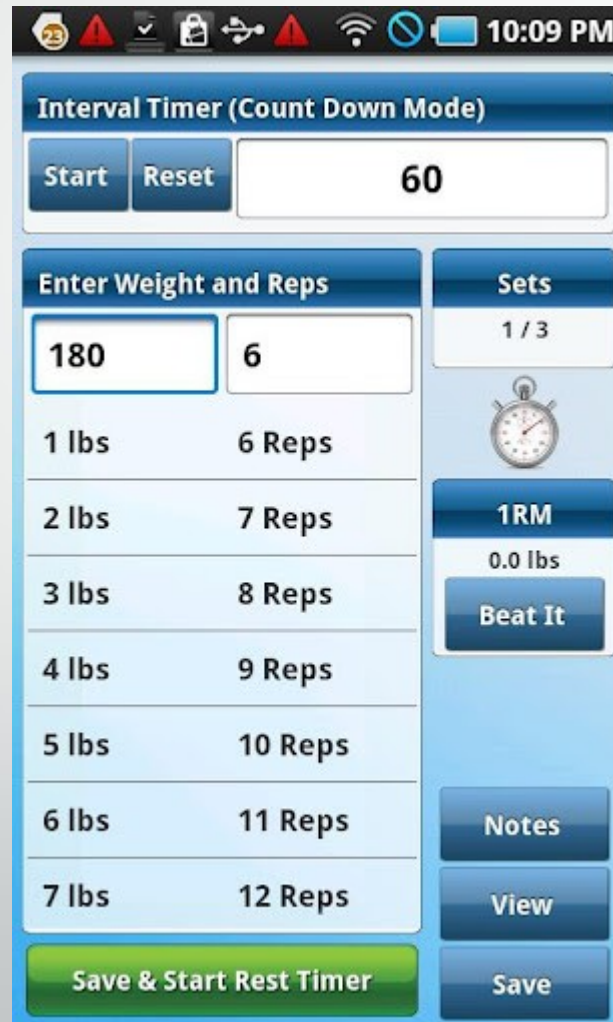 23 10:09 PM
Interval Timer (Count Down Mode)
Start Reset 60
Enter Weight and Reps
180 6
1 lbs 6 Reps
2 lbs 7 Reps
3 lbs 8 Reps
4 lbs 9 Reps
5 lbs 10 Reps
6 lbs 11 Reps
7 lbs 12 Reps
Save & Start Rest Timer
Sets
1 / 3
1RM
0.0 lbs
Beat It
Notes
View
Save